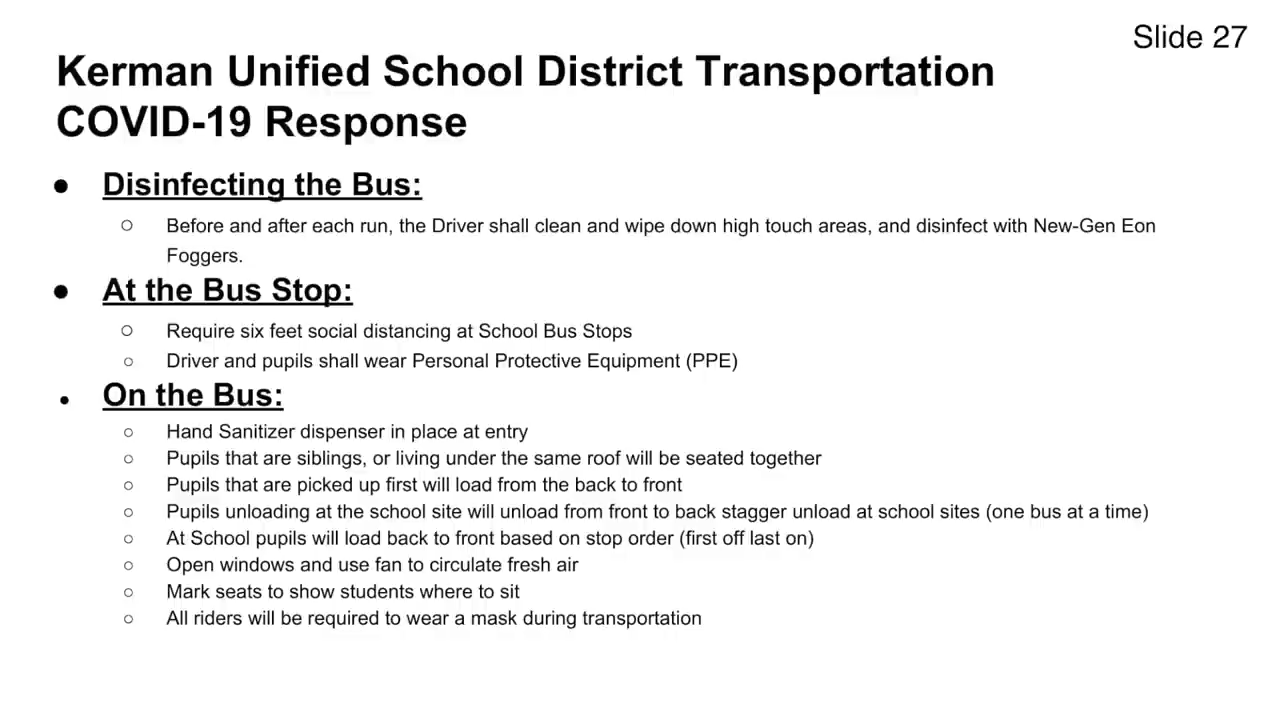 Slide 27
Kerman Unified School District Transportation
COVID-19 Response
● Disinfecting the Bus:
○ Before and after each run, the Driver shall clean and wipe down high touch areas, and disinfect with New-Gen Eon
Foggers.
● At the Bus Stop:
○ Require six feet social distancing at School Bus Stops
○ Driver and pupils shall wear Personal Protective Equipment (PPE)
● On the Bus:
○ Hand Sanitizer dispenser in place at entry
○ Pupils that are siblings, or living under the same roof will be seated together
○ Pupils that are picked up first will load from the back to front
○ Pupils unloading at the school site will unload from front to back stagger unload at school sites (one bus at a time)
○ At School pupils will load back to front based on stop order (first off last on)
○ Open windows and use fan to circulate fresh air
○ Mark seats to show students where to sit
○ All riders will be required to wear a mask during transportation